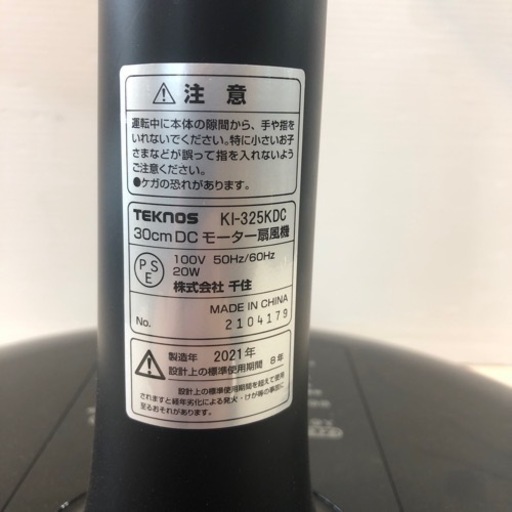 注意
運転中に本体の隙間から、手や指を
いれないでください。特に小さいお子
さまなどが誤って指を入れないよう
ご注意ください。
●ケガの恐れがあります。
TEKNOS KI-325KDC
30cm DC モーター扇風機
PSE
100V 50Hz/60Hz
20W
株式会社 千住
MADE IN CHINA
No. 2104179
製造年 2021年
設計上の標準使用期間 8年
設計上の標準使用期間を超えて使用
されますと経年劣化による発火・けが等の事故に
至るおそれがあります。